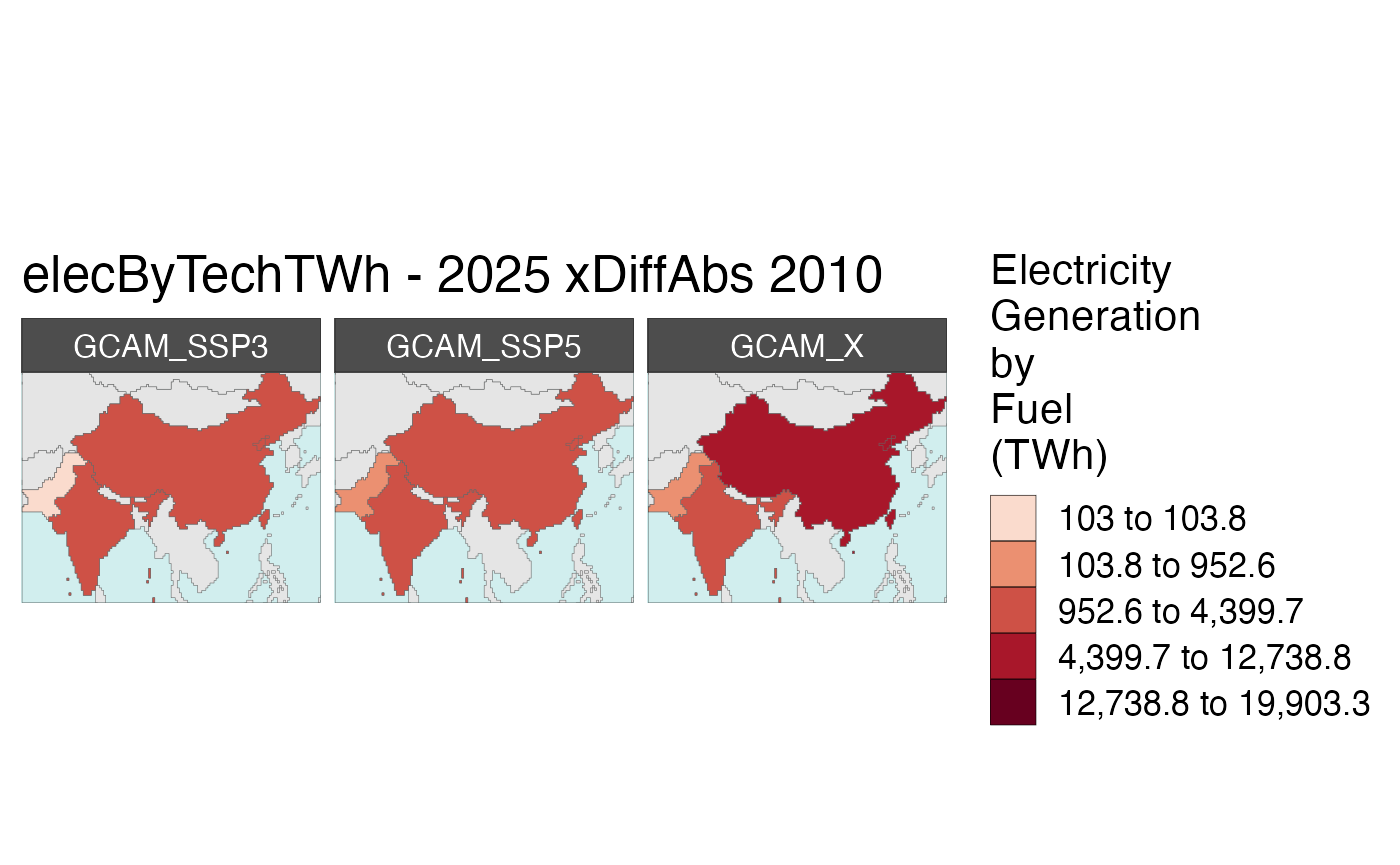 elecByTechTWh - 2025 xDiffAbs 2010
GCAM_SSP3
GCAM_SSP5
GCAM_X
Electricity
Generation
by
Fuel
(TWh)
103 to 103.8
103.8 to 952.6
952.6 to 4,399.7
4,399.7 to 12,738.8
12,738.8 to 19,903.3